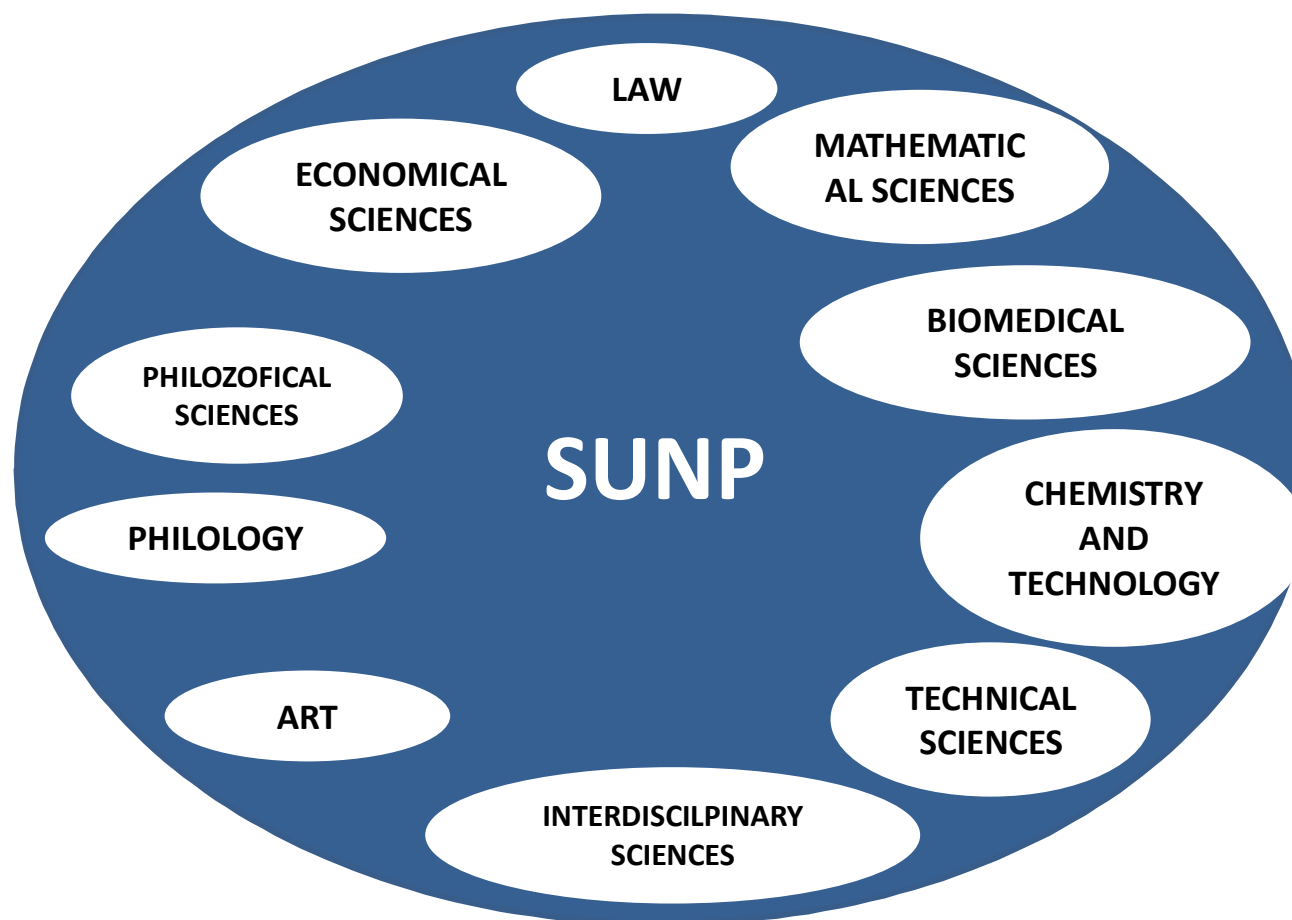 LAW
MATHEMATIC
AL SCIENCES
ECONOMICAL
SCIENCES
BIOMEDICAL
SCIENCES
PHILOZOFICAL
SCIENCES
SUNP
CHEMISTRY
AND
TECHNOLOGY
PHILOLOGY
TECHNICAL
SCIENCES
ART
INTERDISCILPINARY
SCIENCES